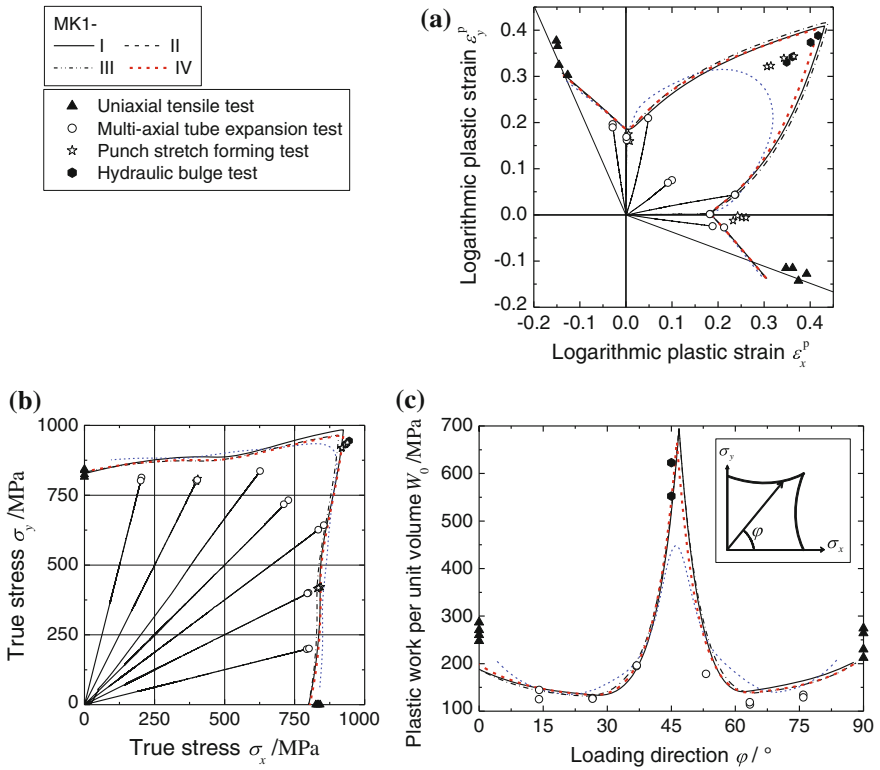 MK1-
I II
III IV
Uniaxial tensile test
Multi-axial tube expansion test
Punch stretch forming test
Hydraulic bulge test
(a)
Logarithmic plastic strain ε_y^p
0.4
0.3
0.2
0.1
0.0
-0.1
-0.2
-0.2 -0.1 0.0 0.1 0.2 0.3 0.4
Logarithmic plastic strain ε_x^p
(b)
True stress σ_y /MPa
1000
750
500
250
0
0 250 500 750 1000
True stress σ_x /MPa
(c)
Plastic work per unit volume W_0 /MPa
700
600
500
400
300
200
100
0 15 30 45 60 75 90
Loading direction φ / °
σ_y
φ
σ_x